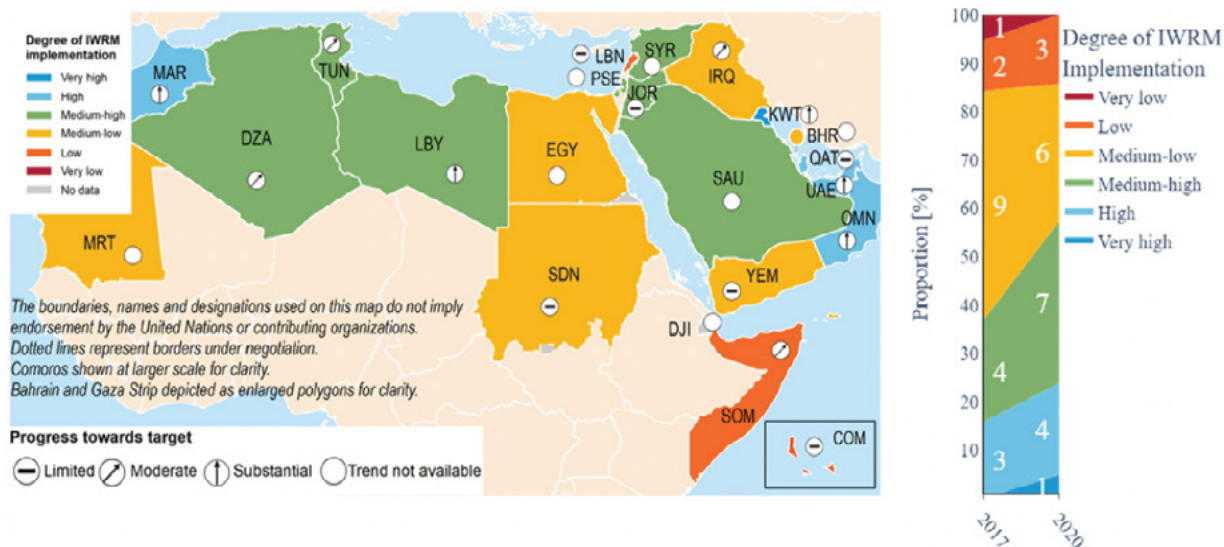 Degree of IWRM
implementation
Very high
High
Medium-high
Medium-low
Low
Very low
No data
MAR
TUN
DZA
LBY
EGY
LBN
PSE
SYR
JOR
IRQ
KWT
BHR
QAT
UAE
OMN
SAU
MRT
SDN
YEM
DJI
SOM
COM
The boundaries, names and designations used on this map do not imply
endorsement by the United Nations or contributing organizations.
Dotted lines represent borders under negotiation.
Comoros shown at larger scale for clarity.
Bahrain and Gaza Strip depicted as enlarged polygons for clarity.
Progress towards target
Limited
Moderate
Substantial
Trend not available
Proportion [%]
100
90
80
70
60
50
40
30
20
10
1
2
9
4
3
3
6
7
4
1
2017
2020
Degree of IWRM
Implementation
Very low
Low
Medium-low
Medium-high
High
Very high